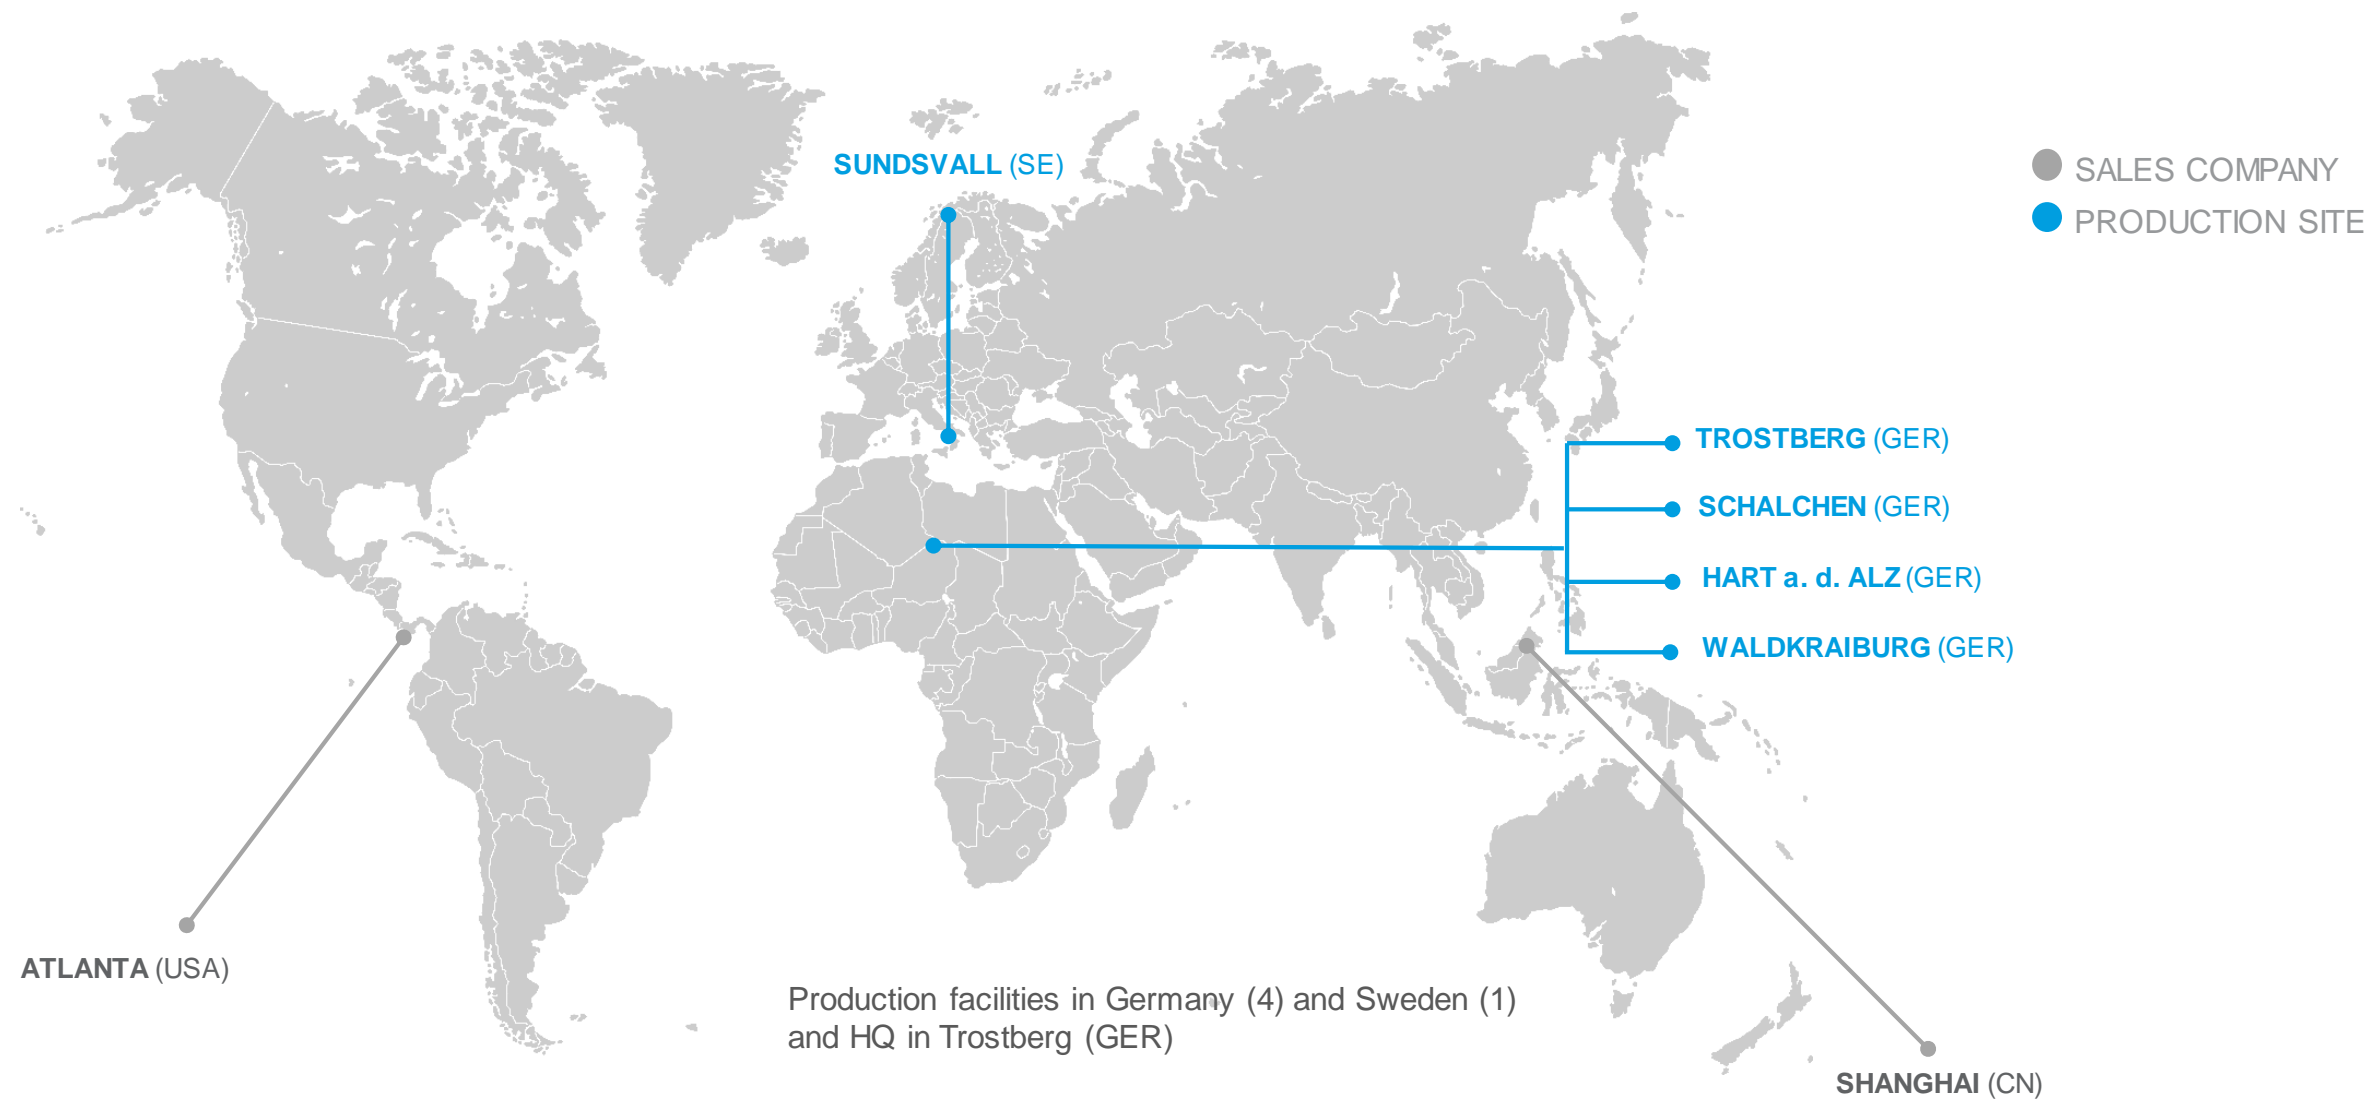 SUNDSVALL (SE)
SALES COMPANY
PRODUCTION SITE
TROSTBERG (GER)
SCHALCHEN (GER)
HART a. d. ALZ (GER)
WALDKRAIBURG (GER)
ATLANTA (USA)
Production facilities in Germany (4) and Sweden (1)
and HQ in Trostberg (GER)
SHANGHAI (CN)